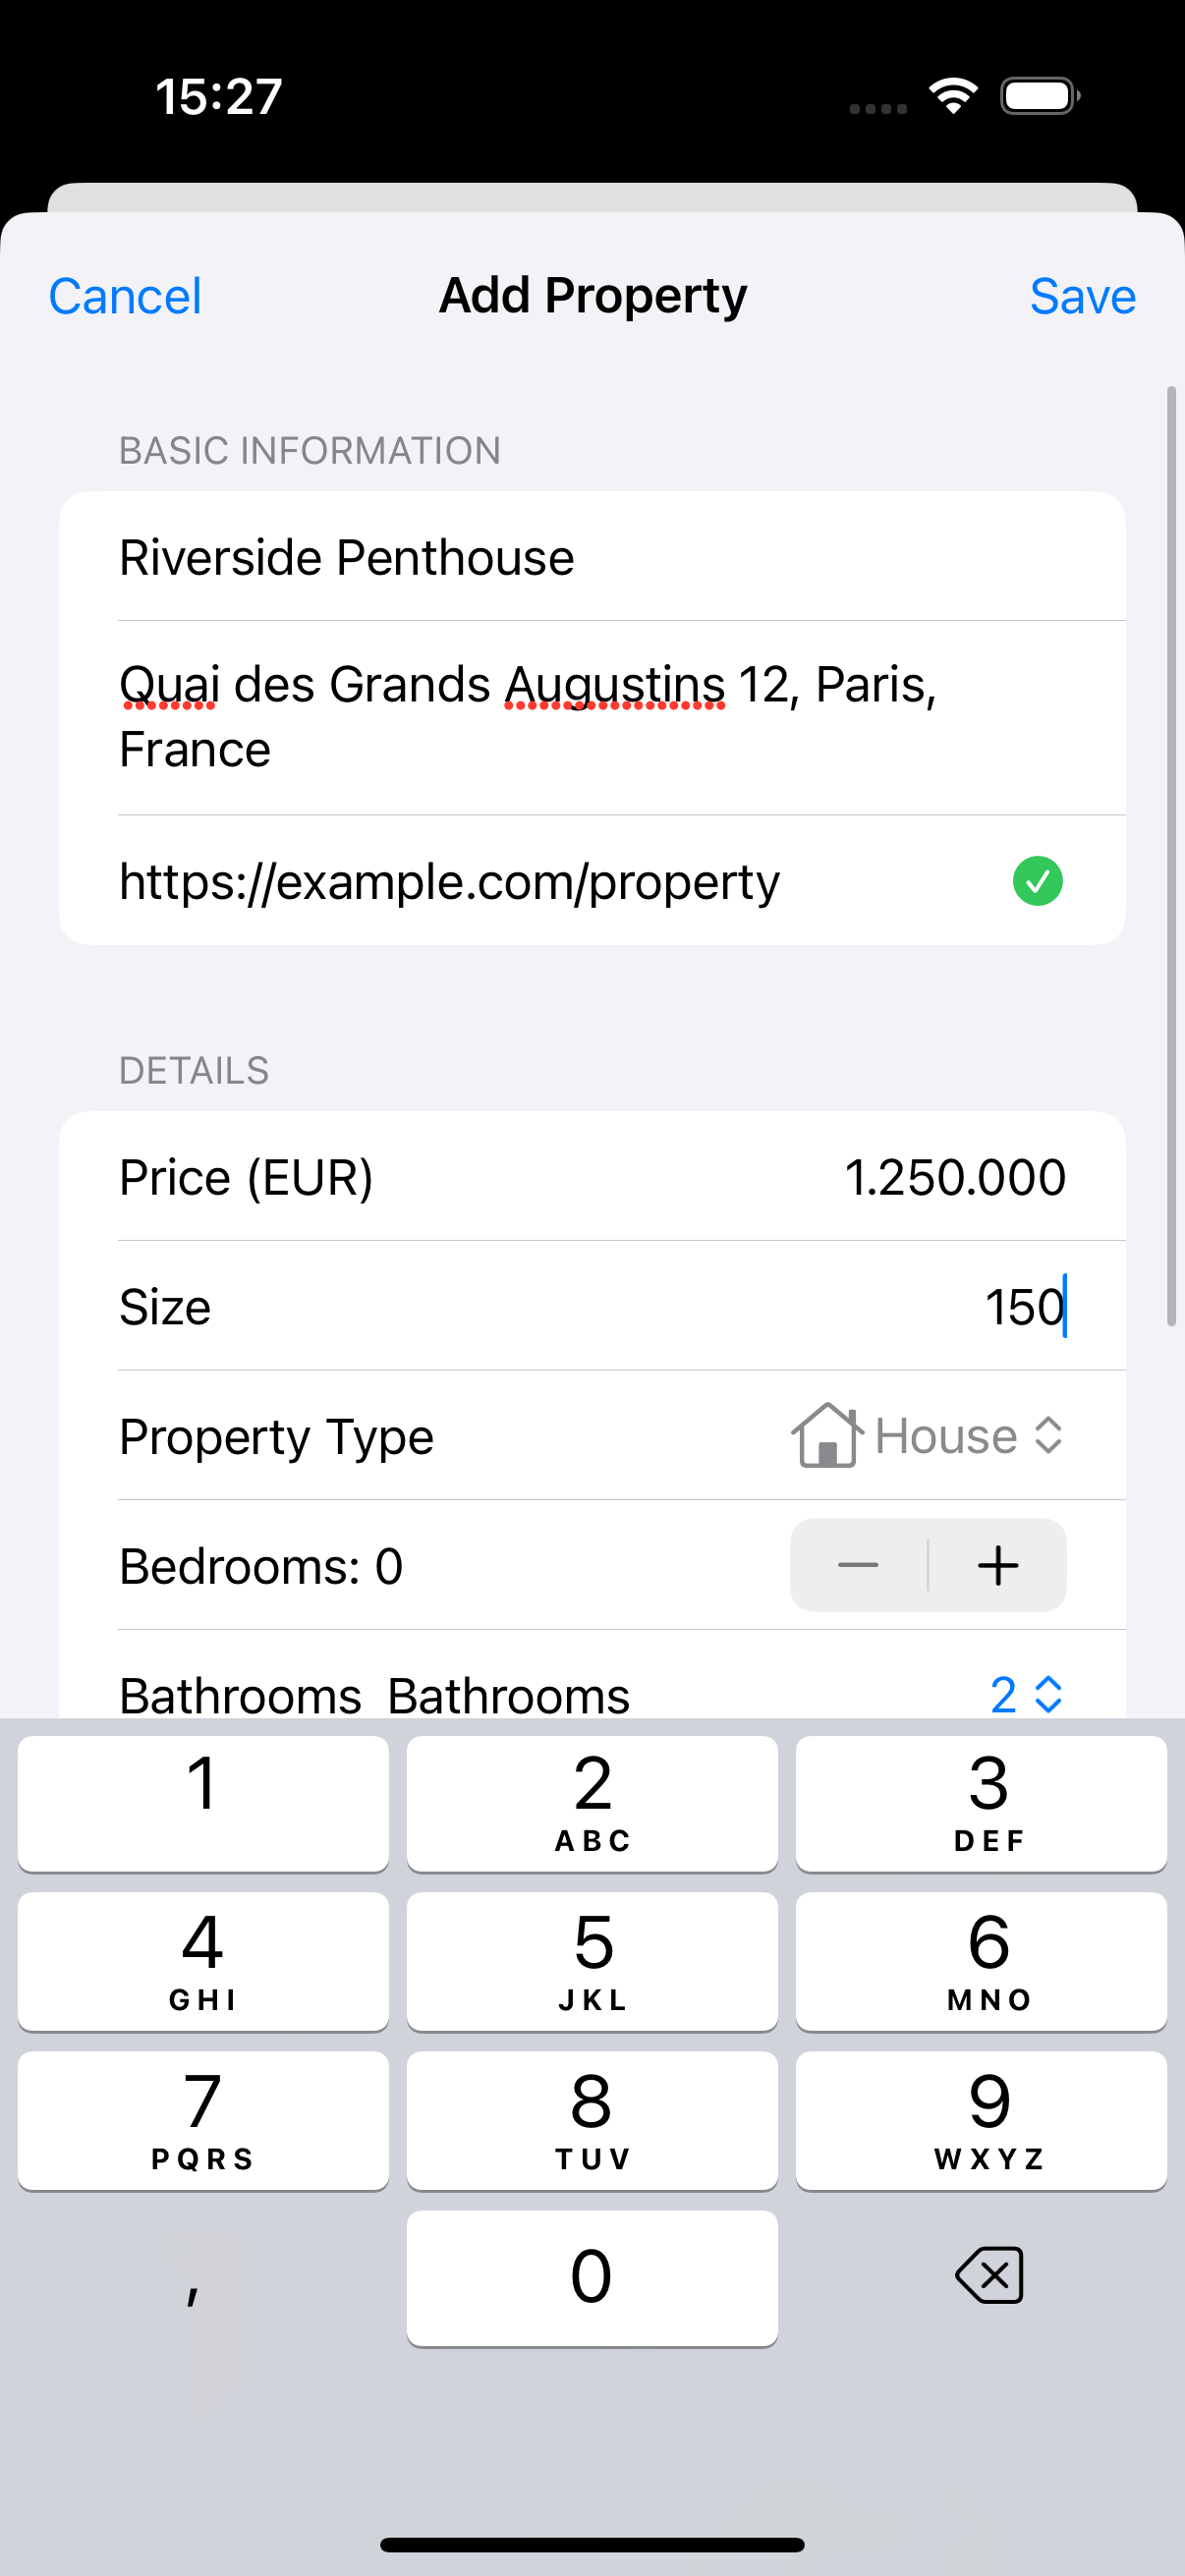 15:27
Cancel Add Property Save
BASIC INFORMATION
Riverside Penthouse
Quai des Grands Augustins 12, Paris,
France
https://example.com/property
DETAILS
Price (EUR) 1.250.000
Size 150
Property Type House
Bedrooms: 0
Bathrooms Bathrooms 2
1 2 3
ABC DEF
4 5 6
GHI JKL MNO
7 8 9
PQRS TUV WXYZ
, 0